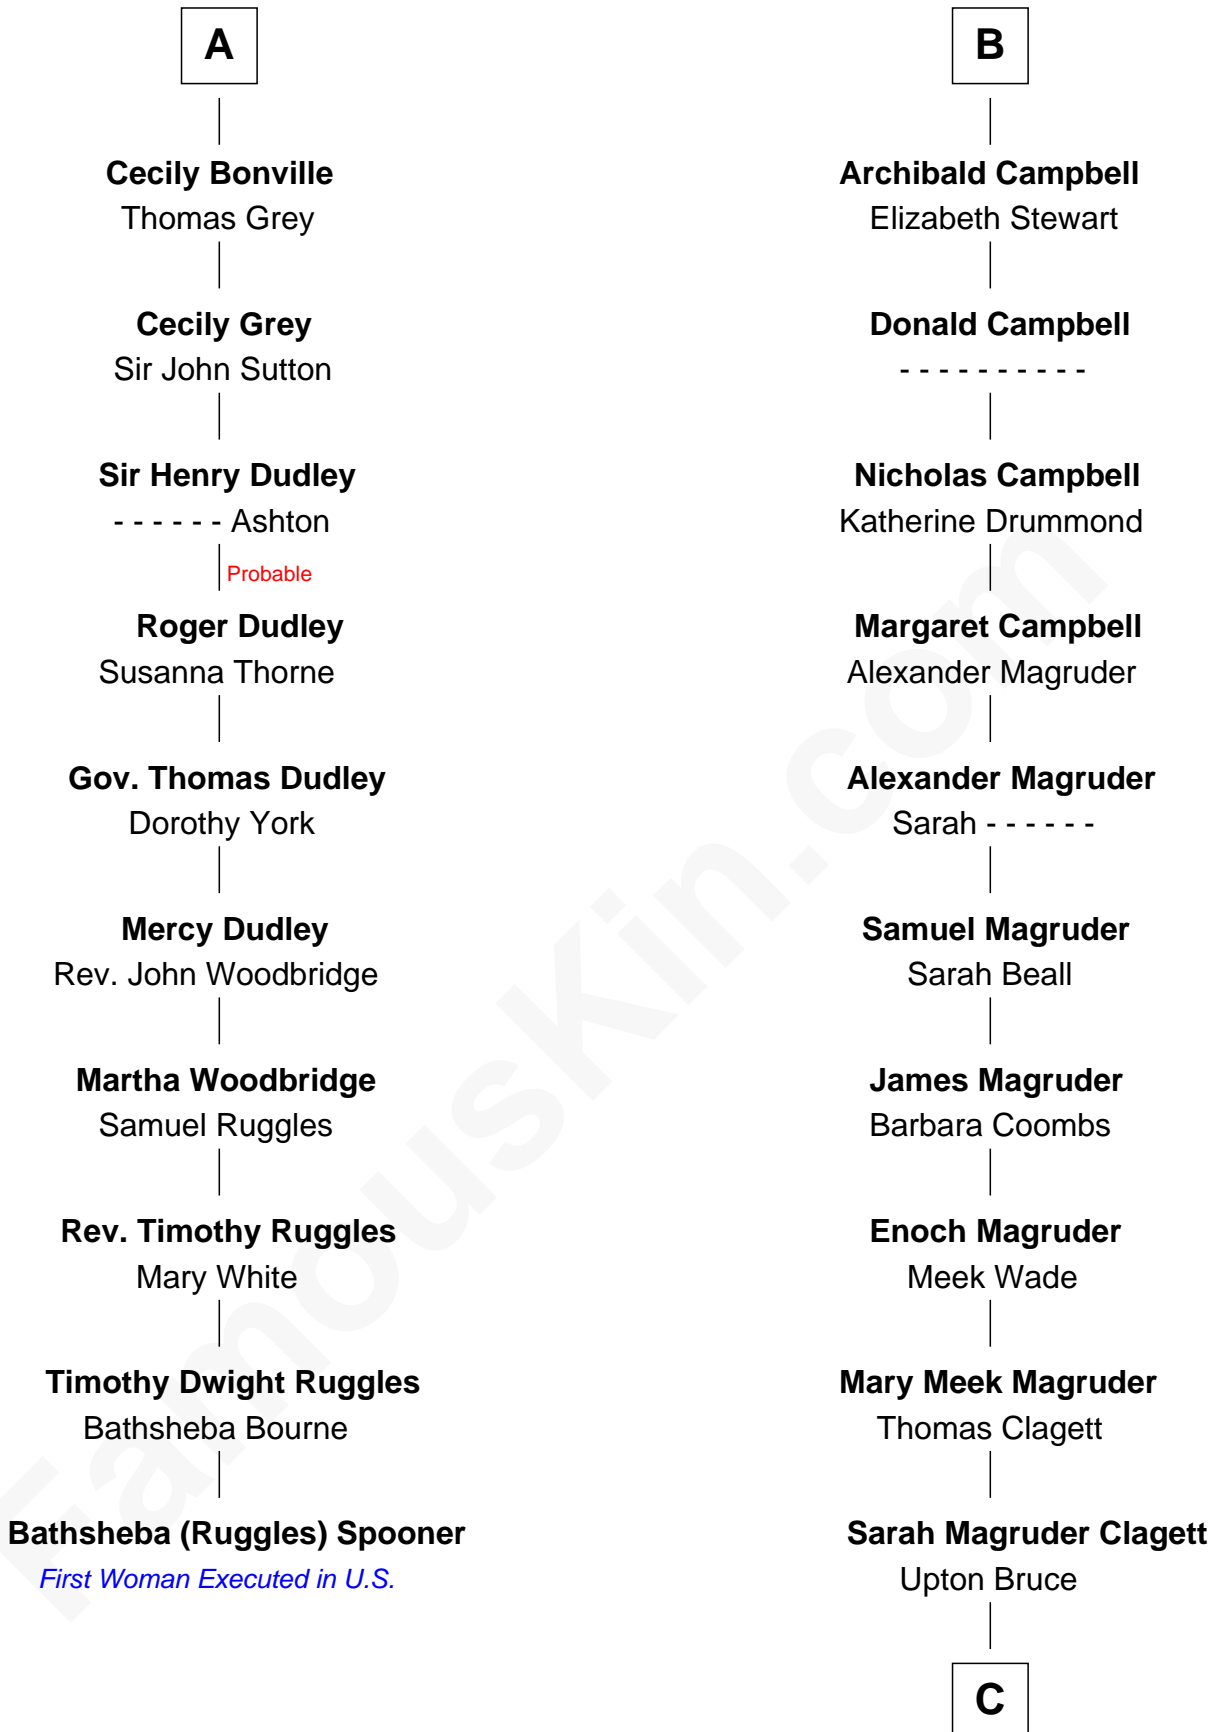 A
Cecily Bonville
Thomas Grey
Cecily Grey
Sir John Sutton
Sir Henry Dudley
- - - - - - Ashton
Probable
Roger Dudley
Susanna Thorne
Gov. Thomas Dudley
Dorothy York
Mercy Dudley
Rev. John Woodbridge
Martha Woodbridge
Samuel Ruggles
Rev. Timothy Ruggles
Mary White
Timothy Dwight Ruggles
Bathsheba Bourne
Bathsheba (Ruggles) Spooner
First Woman Executed in U.S.
B
Archibald Campbell
Elizabeth Stewart
Donald Campbell
- - - - - - - - - -
Nicholas Campbell
Katherine Drummond
Margaret Campbell
Alexander Magruder
Alexander Magruder
Sarah - - - - - -
Samuel Magruder
Sarah Beall
James Magruder
Barbara Coombs
Enoch Magruder
Meek Wade
Mary Meek Magruder
Thomas Clagett
Sarah Magruder Clagett
Upton Bruce
C
FamousKin.com